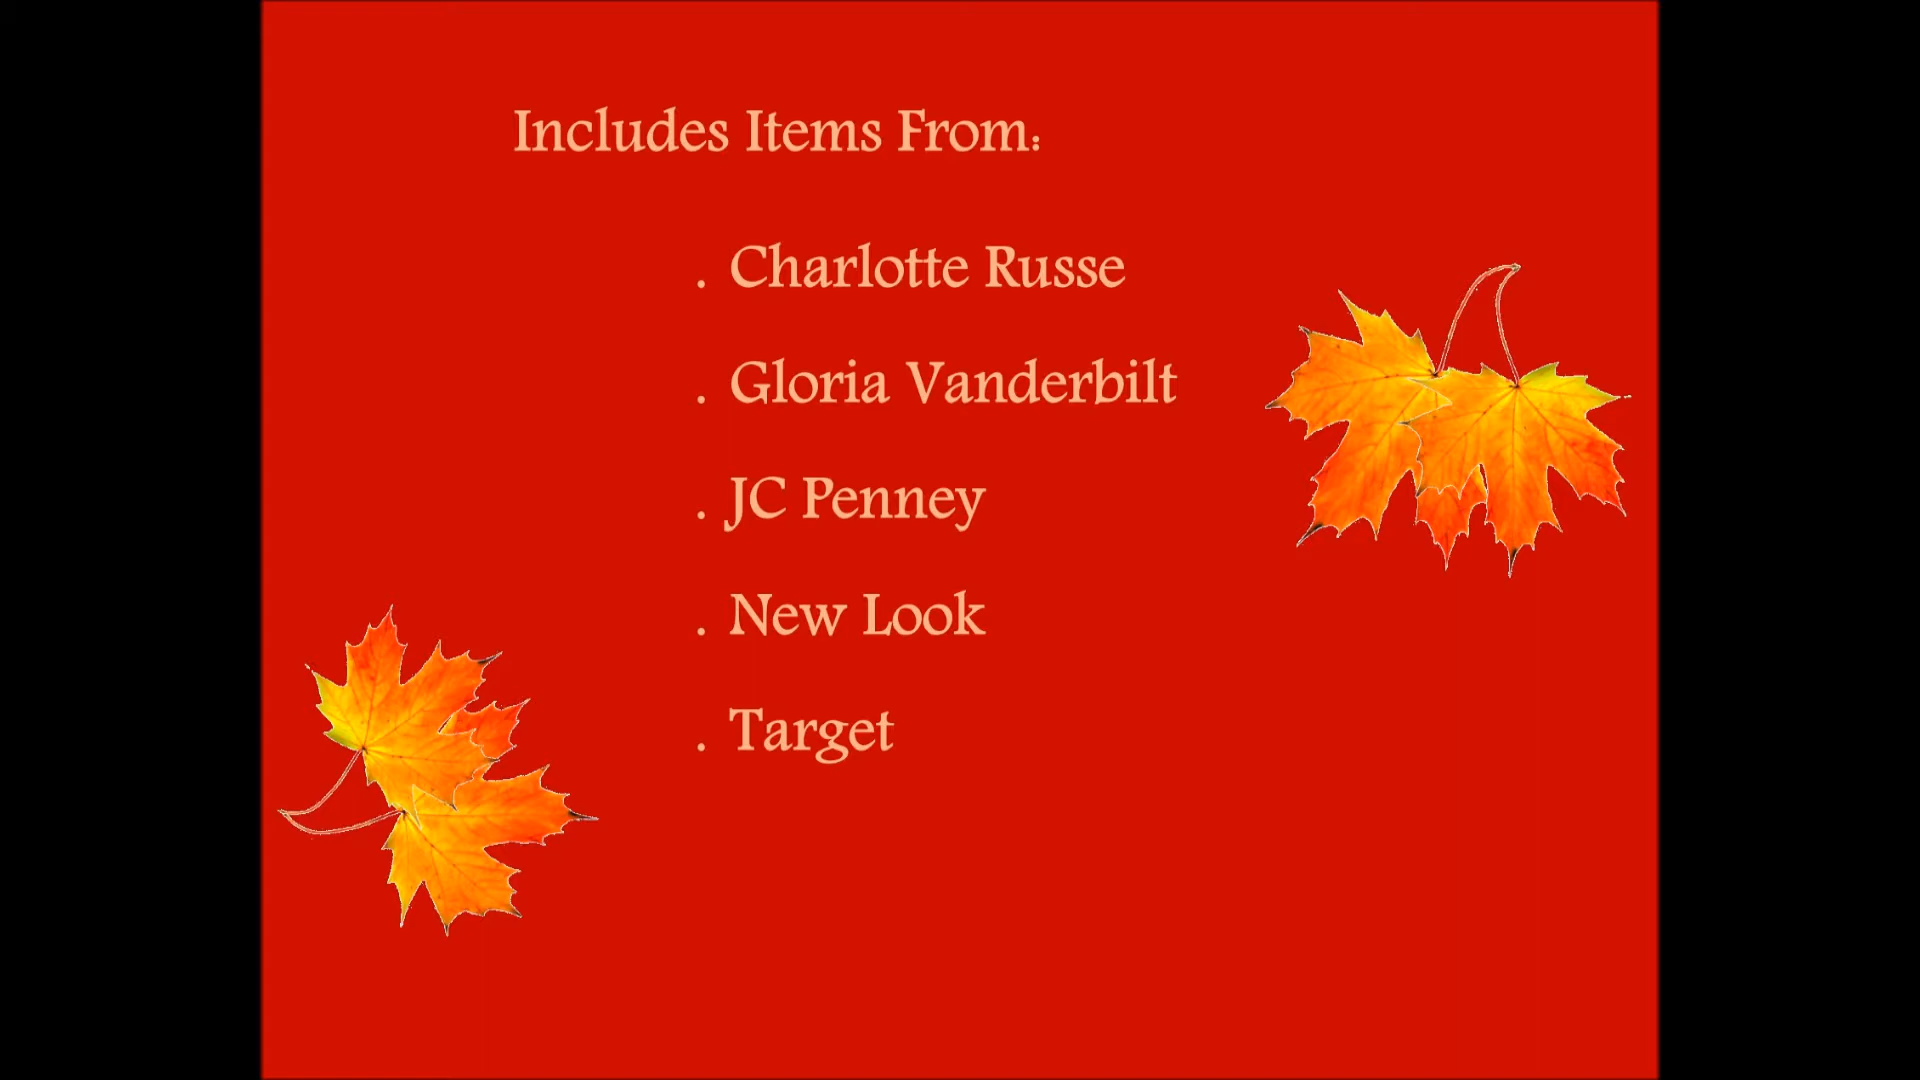 Includes Items From:
. Charlotte Russe
. Gloria Vanderbilt
. JC Penney
. New Look
. Target